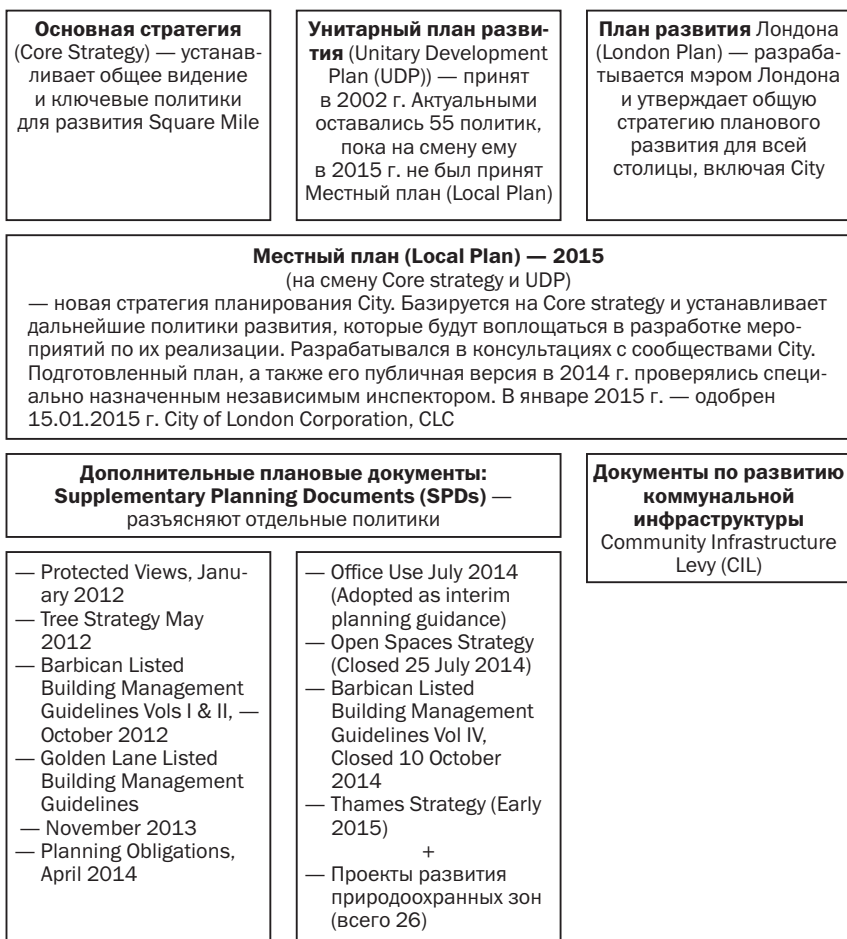 Основная стратегия
(Core Strategy) — устанав-
ливает общее видение
и ключевые политики
для развития Square Mile
Унитарный план разви-
тия (Unitary Development
Plan (UDP)) — принят
в 2002 г. Актуальными
оставались 55 политик,
пока на смену ему
в 2015 г. не был принят
Местный план (Local Plan)
План развития Лондона
(London Plan) — разраба-
тывается мэром Лондона
и утверждает общую
стратегию планового
развития для всей
столицы, включая City
Местный план (Local Plan) — 2015
(на смену Core strategy и UDP)
— новая стратегия планирования City. Базируется на Core strategy и устанавливает
дальнейшие политики развития, которые будут воплощаться в разработке меро-
приятий по их реализации. Разрабатывался в консультациях с сообществами City.
Подготовленный план, а также его публичная версия в 2014 г. проверялись специ-
ально назначенным независимым инспектором. В январе 2015 г. — одобрен
15.01.2015 г. City of London Corporation, CLC
Дополнительные плановые документы:
Supplementary Planning Documents (SPDs) —
разъясняют отдельные политики
Документы по развитию
коммунальной
инфраструктуры
Community Infrastructure
Levy (CIL)
— Protected Views, Janu-
ary 2012
— Tree Strategy May
2012
— Barbican Listed
Building Management
Guidelines Vols I & II, —
October 2012
— Golden Lane Listed
Building Management
Guidelines
— November 2013
— Planning Obligations,
April 2014
— Office Use July 2014
(Adopted as interim
planning guidance)
— Open Spaces Strategy
(Closed 25 July 2014)
— Barbican Listed
Building Management
Guidelines Vol IV,
Closed 10 October
2014
— Thames Strategy (Early
2015)
+
— Проекты развития
природоохранных зон
(всего 26)